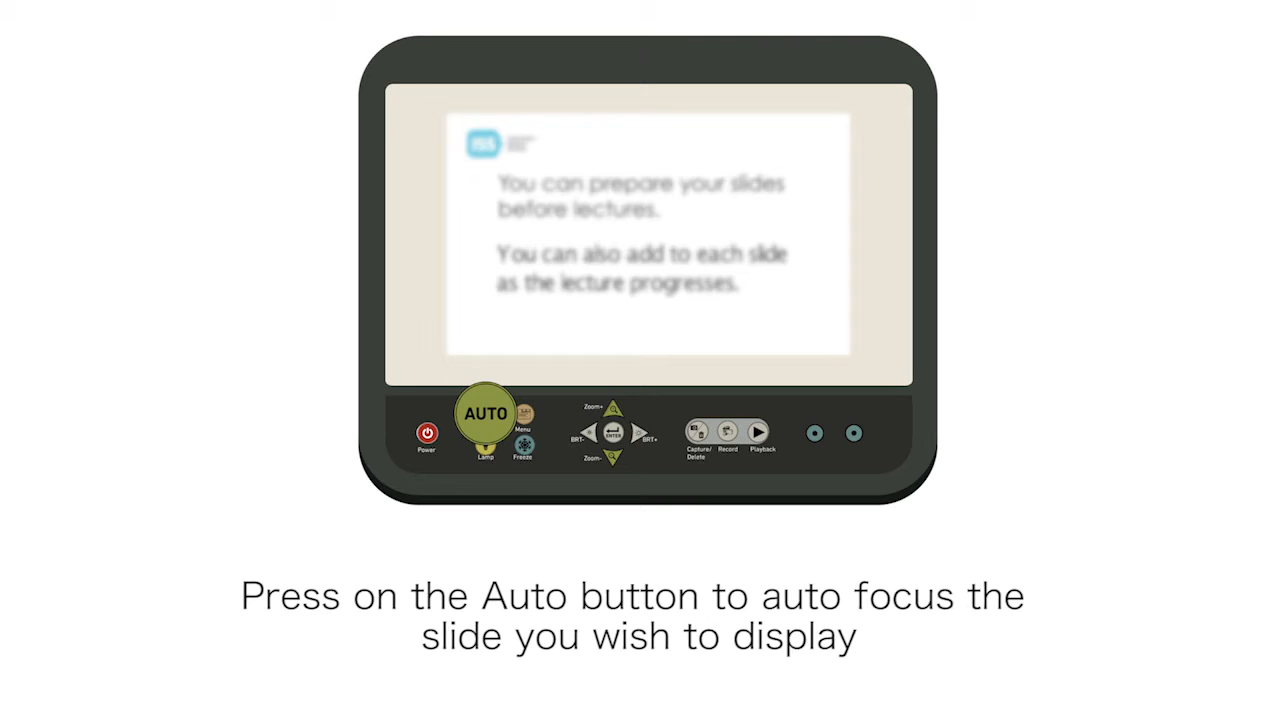 ISS
You can prepare your slides
before lectures.
You can also add to each slide
as the lecture progresses.
AUTO
Menu
Power
Lamp
Freeze
Zoom+
BRT-
ENTER
BRT+
Zoom-
Capture/
Delete
Record
Playback
Press on the Auto button to auto focus the
slide you wish to display